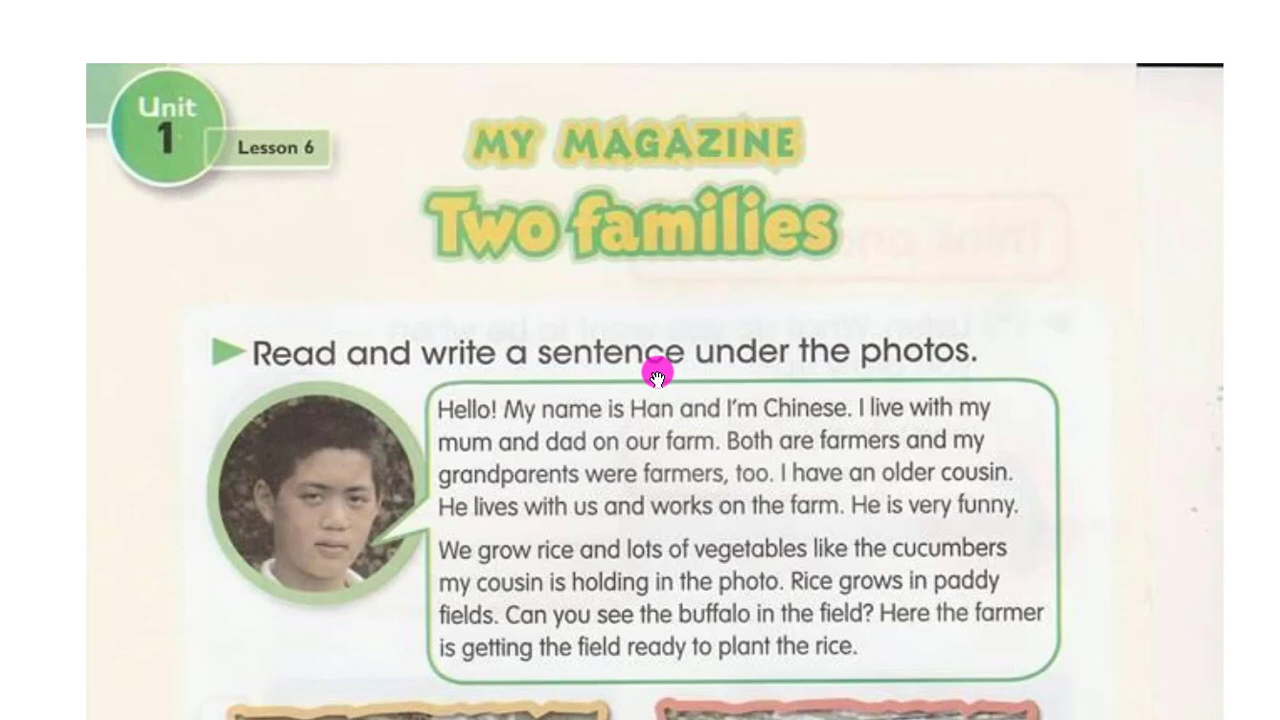 Unit
1
Lesson 6
MY MAGAZINE
Two families
Read and write a sentence under the photos.
Hello! My name is Han and I'm Chinese. I live with my
mum and dad on our farm. Both are farmers and my
grandparents were farmers, too. I have an older cousin.
He lives with us and works on the farm. He is very funny.
We grow rice and lots of vegetables like the cucumbers
my cousin is holding in the photo. Rice grows in paddy
fields. Can you see the buffalo in the field? Here the farmer
is getting the field ready to plant the rice.